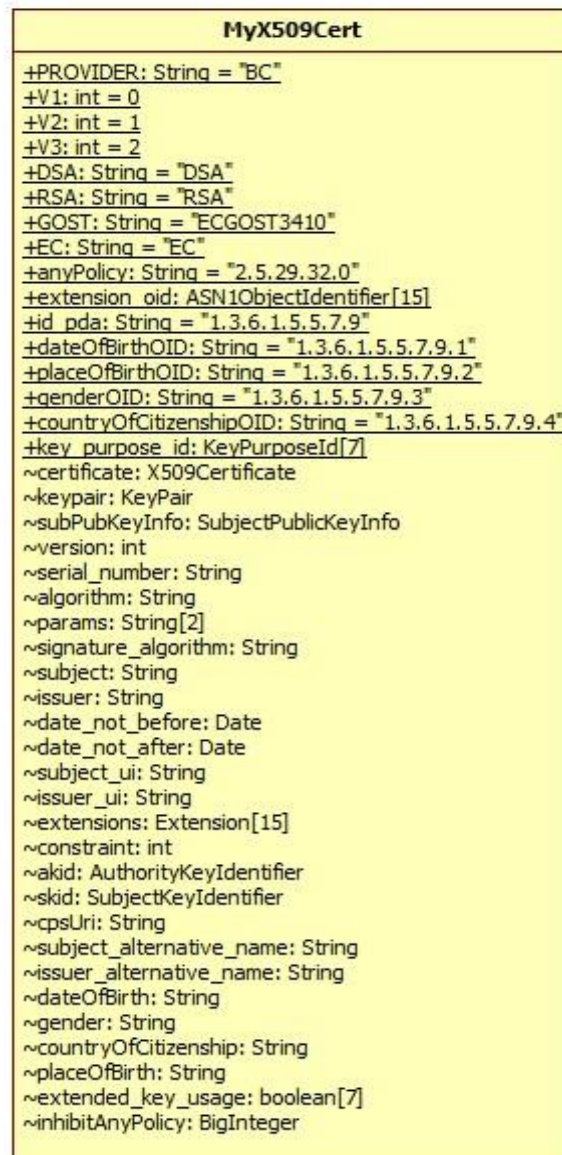 MyX509Cert
+PROVIDER: String = "BC"
+V1: int = 0
+V2: int = 1
+V3: int = 2
+DSA: String = "DSA"
+RSA: String = "RSA"
+GOST: String = "ECGOST3410"
+EC: String = "EC"
+anyPolicy: String = "2.5.29.32.0"
+extension_oid: ASN1ObjectIdentifier[15]
+id_pda: String = "1.3.6.1.5.5.7.9"
+dateOfBirthOID: String = "1.3.6.1.5.5.7.9.1"
+placeOfBirthOID: String = "1.3.6.1.5.5.7.9.2"
+genderOID: String = "1.3.6.1.5.5.7.9.3"
+countryOfCitizenshipOID: String = "1.3.6.1.5.5.7.9.4"
+key_purpose_id: KeyPurposeId[7]
~certificate: X509Certificate
~keypair: KeyPair
~subPubKeyInfo: SubjectPublicKeyInfo
~version: int
~serial_number: String
~algorithm: String
~params: String[2]
~signature_algorithm: String
~subject: String
~issuer: String
~date_not_before: Date
~date_not_after: Date
~subject_ui: String
~issuer_ui: String
~extensions: Extension[15]
~constraint: int
~akid: AuthorityKeyIdentifier
~skid: SubjectKeyIdentifier
~cpsUri: String
~subject_alternative_name: String
~issuer_alternative_name: String
~dateOfBirth: String
~gender: String
~countryOfCitizenship: String
~placeOfBirth: String
~extended_key_usage: boolean[7]
~inhibitAnyPolicy: BigInteger